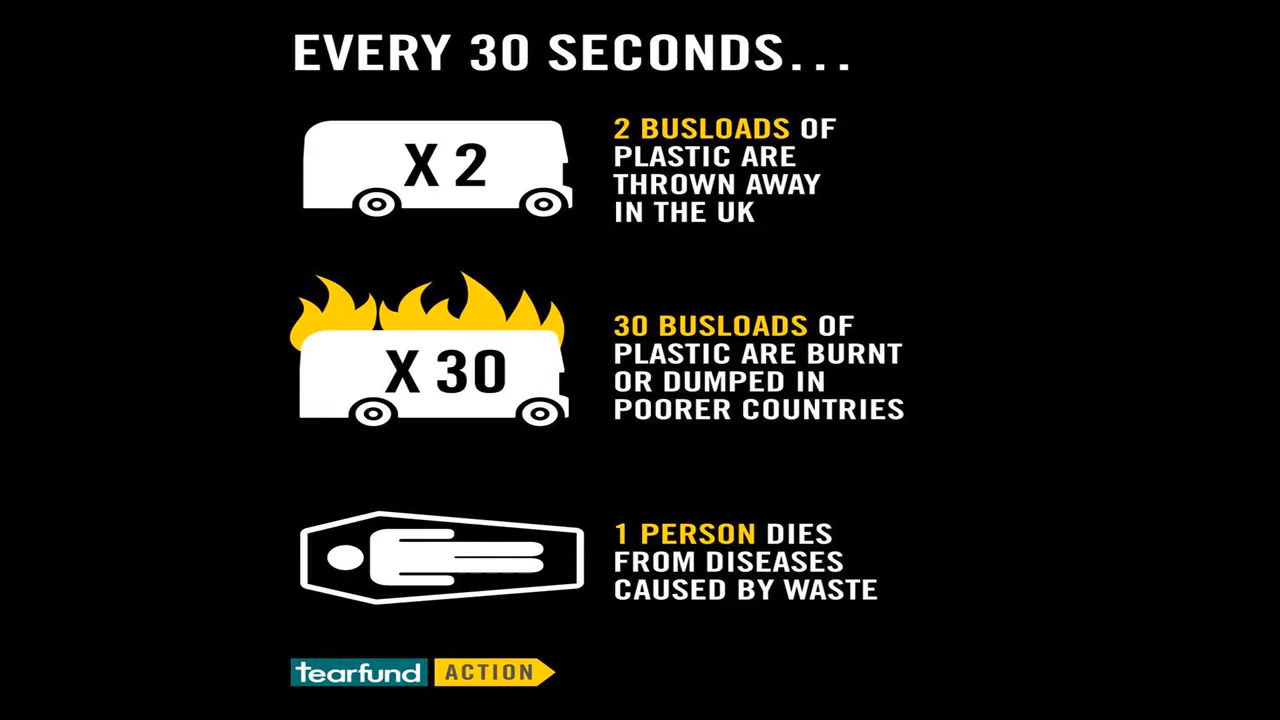 EVERY 30 SECONDS...
X 2
2 BUSLOADS OF
PLASTIC ARE
THROWN AWAY
IN THE UK
X 30
30 BUSLOADS OF
PLASTIC ARE BURNT
OR DUMPED IN
POORER COUNTRIES
1 PERSON DIES
FROM DISEASES
CAUSED BY WASTE
tearfund ACTION